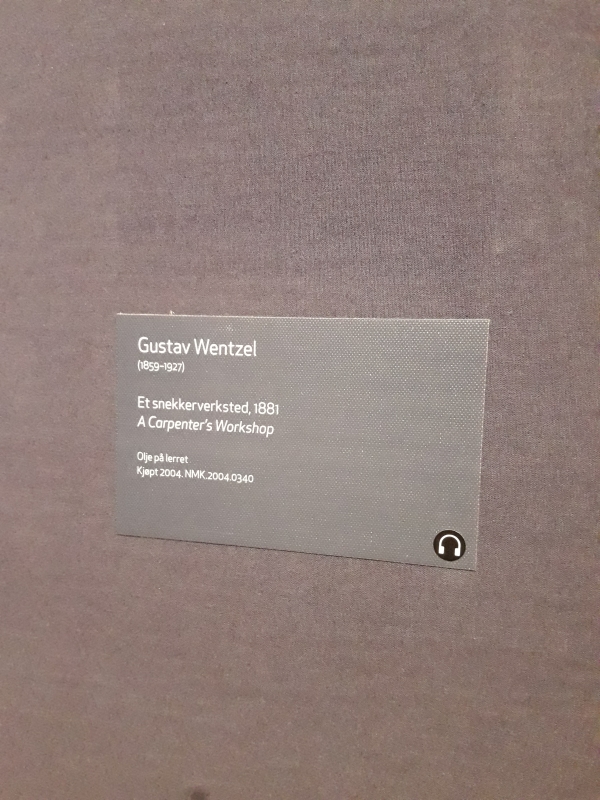 Gustav Wentzel
(1859–1927)
Et snekkerverksted, 1881
A Carpenter's Workshop
Olje på lerret
Kjøpt 2004. NMK.2004.0340